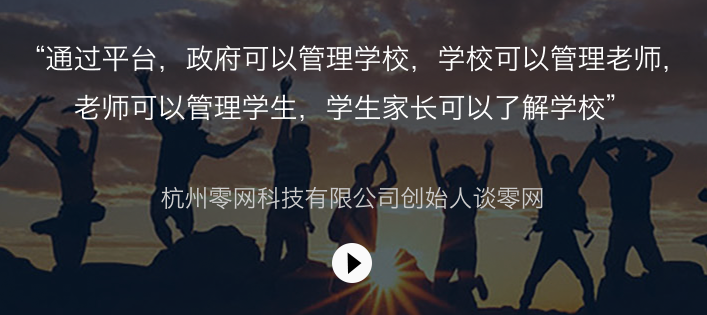 “通过平台，政府可以管理学校，学校可以管理老师，
老师可以管理学生，学生家长可以了解学校”
杭州零网科技有限公司创始人谈零网